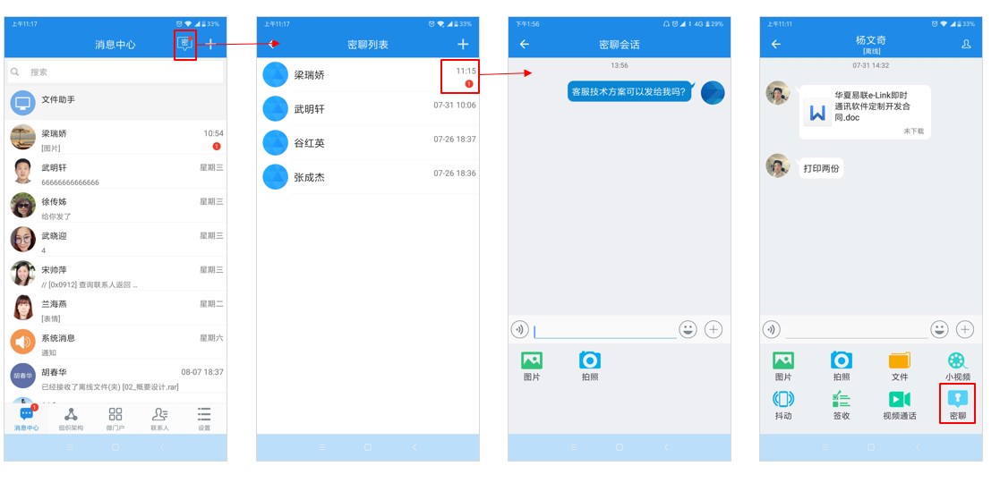 上午11:17
33%
消息中心
密
搜索
文件助手
梁瑞娇
10:54
[图片]
1
武明轩
星期三
66666666666666
徐传姊
星期三
给你发了
武晓迎
星期三
4
宋帅萍
星期三
// [0x0912] 查询联系人返回 ...
兰海燕
星期二
[表情]
系统消息
星期六
通知
胡春华
胡春华
08-07 18:37
已经接收了离线文件(夹) [02_概要设计.rar]
1
消息中心
组织架构
微门户
联系人
设置
上午11:17
33%
密聊列表
梁瑞娇
11:15
1
武明轩
07-31 10:06
谷红英
07-26 18:37
张成杰
07-26 18:36
下午1:56
4G
29%
密聊会话
13:56
客服技术方案可以发给我吗?
图片
拍照
上午11:11
33%
杨文奇
[离线]
07-31 14:32
华夏易联e-Link即时
通讯软件定制开发合
同.doc
未下载
打印两份
图片
拍照
文件
小视频
抖动
签收
视频通话
密聊